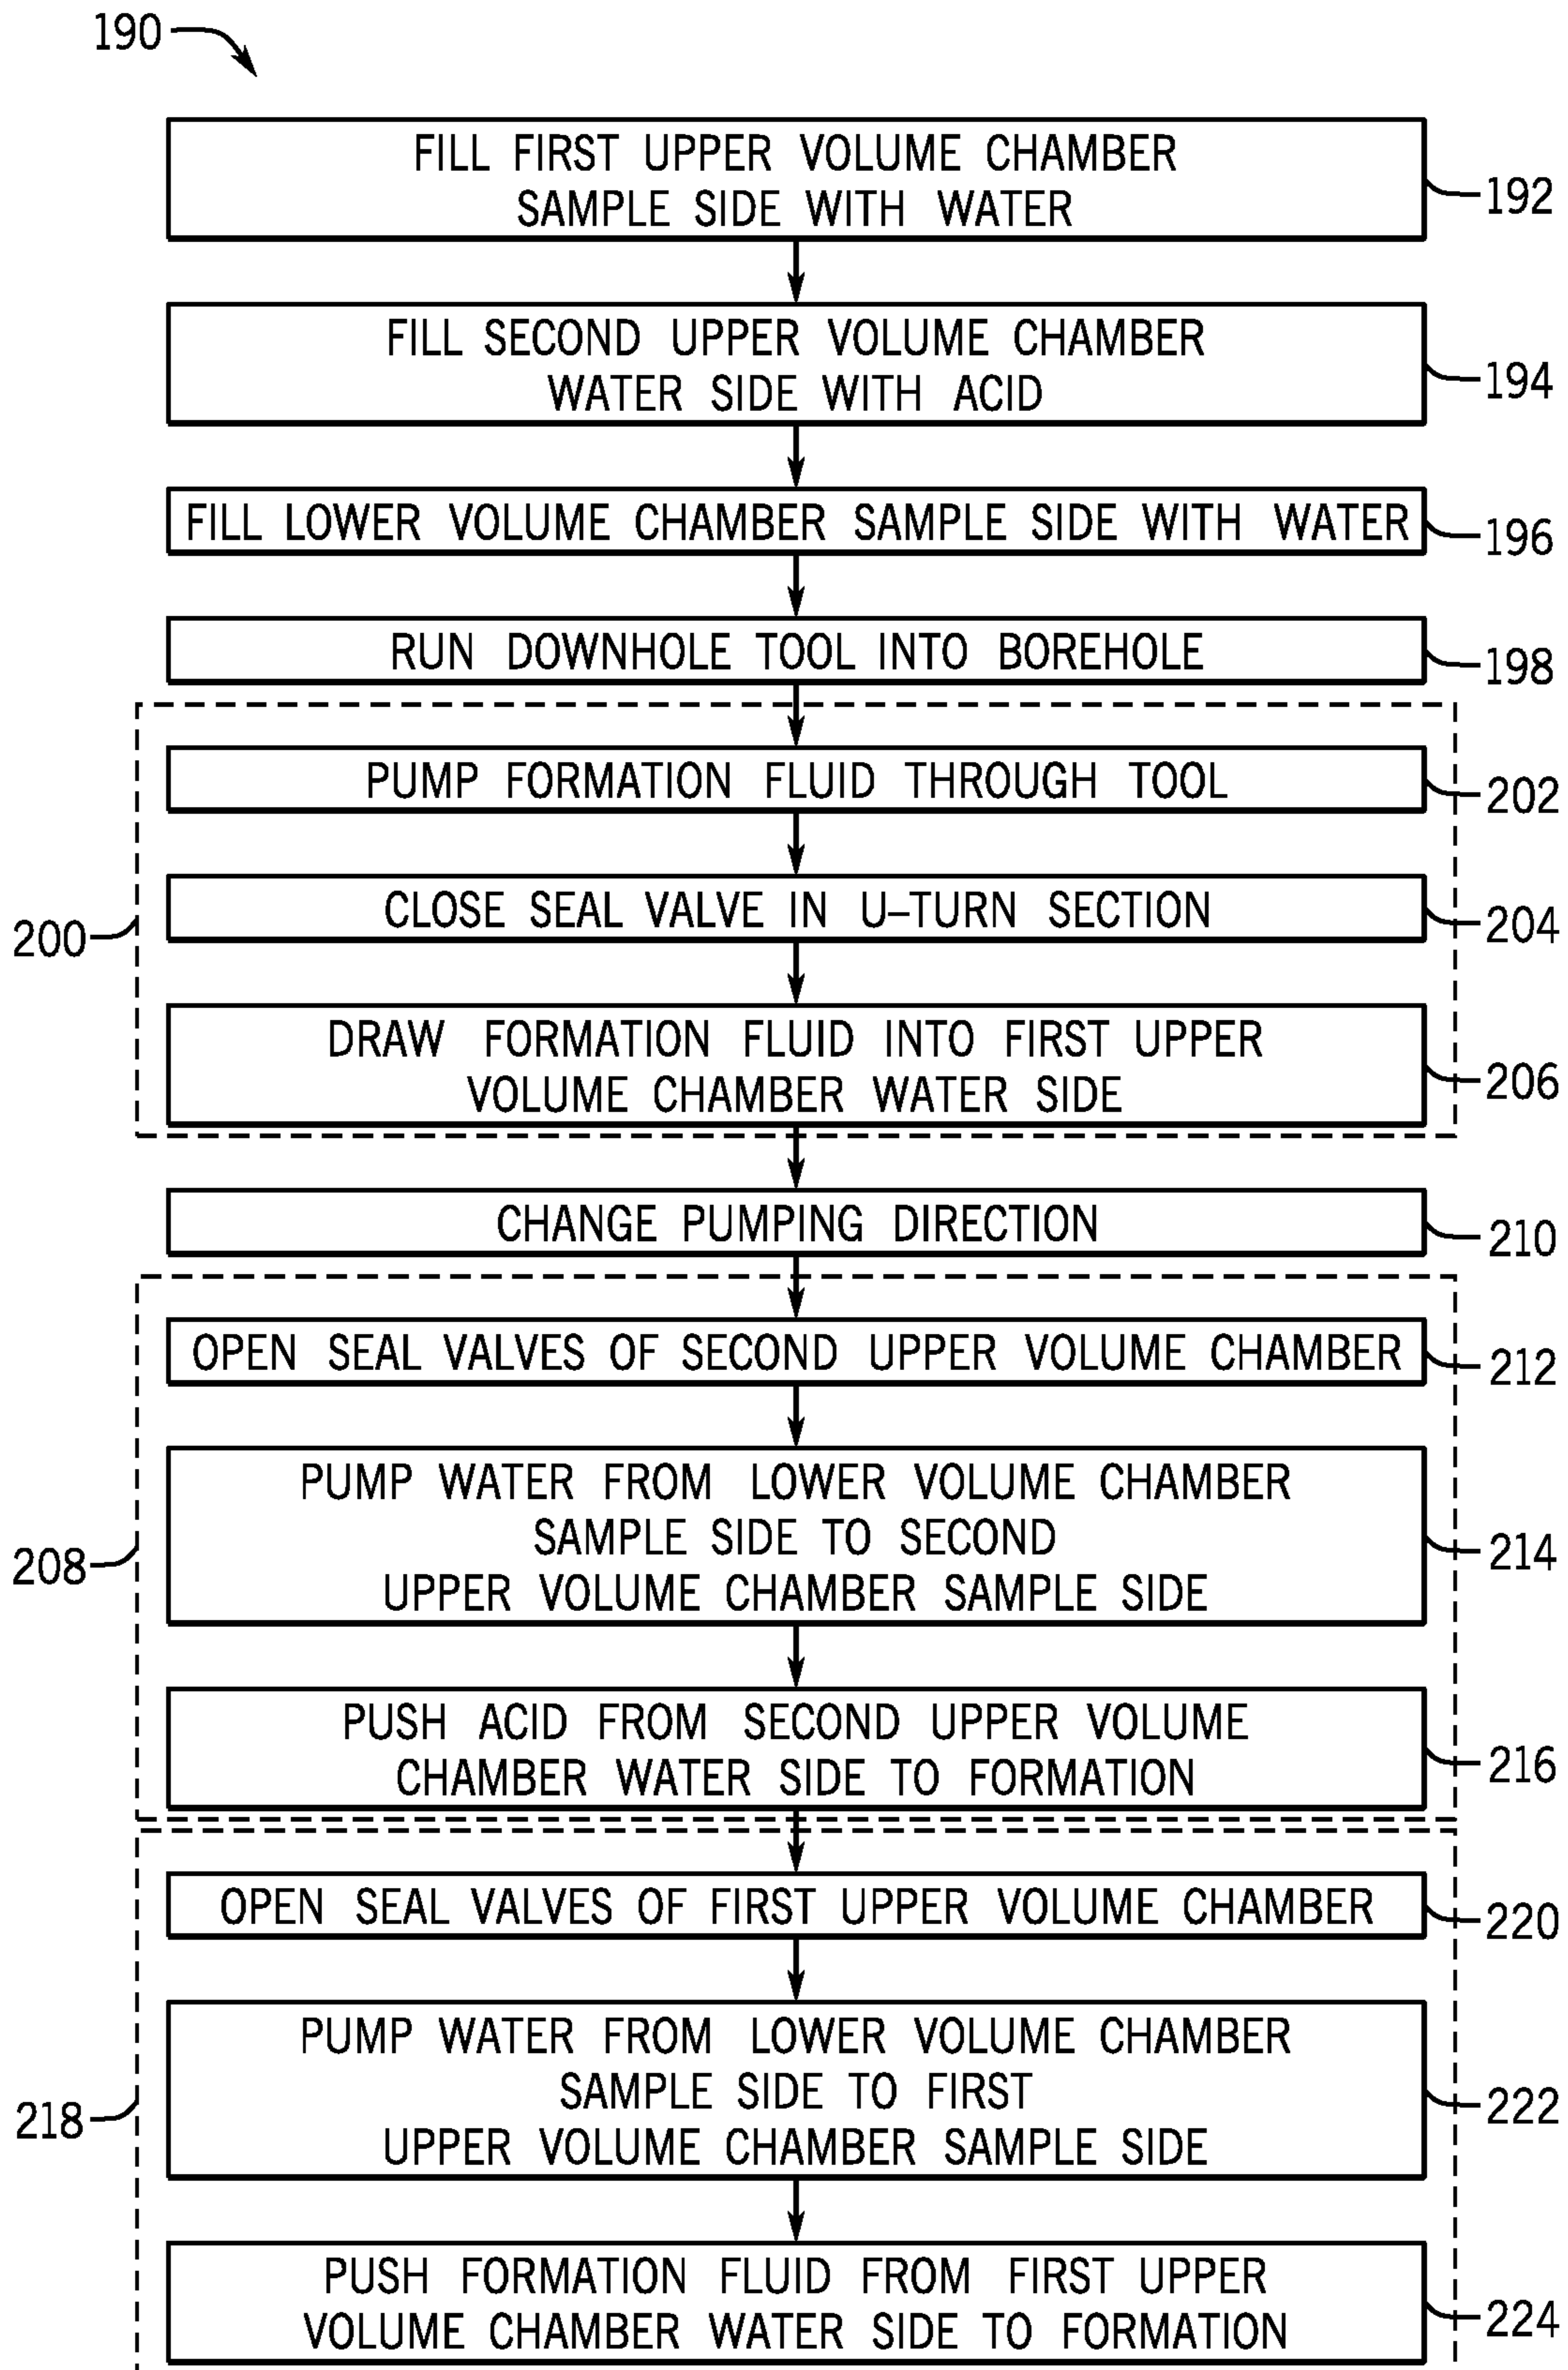 190
FILL FIRST UPPER VOLUME CHAMBER
SAMPLE SIDE WITH WATER
192
FILL SECOND UPPER VOLUME CHAMBER
WATER SIDE WITH ACID
194
FILL LOWER VOLUME CHAMBER SAMPLE SIDE WITH WATER
196
RUN DOWNHOLE TOOL INTO BOREHOLE
198
200
PUMP FORMATION FLUID THROUGH TOOL
202
CLOSE SEAL VALVE IN U–TURN SECTION
204
DRAW FORMATION FLUID INTO FIRST UPPER
VOLUME CHAMBER WATER SIDE
206
CHANGE PUMPING DIRECTION
210
208
OPEN SEAL VALVES OF SECOND UPPER VOLUME CHAMBER
212
PUMP WATER FROM LOWER VOLUME CHAMBER
SAMPLE SIDE TO SECOND
UPPER VOLUME CHAMBER SAMPLE SIDE
214
PUSH ACID FROM SECOND UPPER VOLUME
CHAMBER WATER SIDE TO FORMATION
216
218
OPEN SEAL VALVES OF FIRST UPPER VOLUME CHAMBER
220
PUMP WATER FROM LOWER VOLUME CHAMBER
SAMPLE SIDE TO FIRST
UPPER VOLUME CHAMBER SAMPLE SIDE
222
PUSH FORMATION FLUID FROM FIRST UPPER
VOLUME CHAMBER WATER SIDE TO FORMATION
224